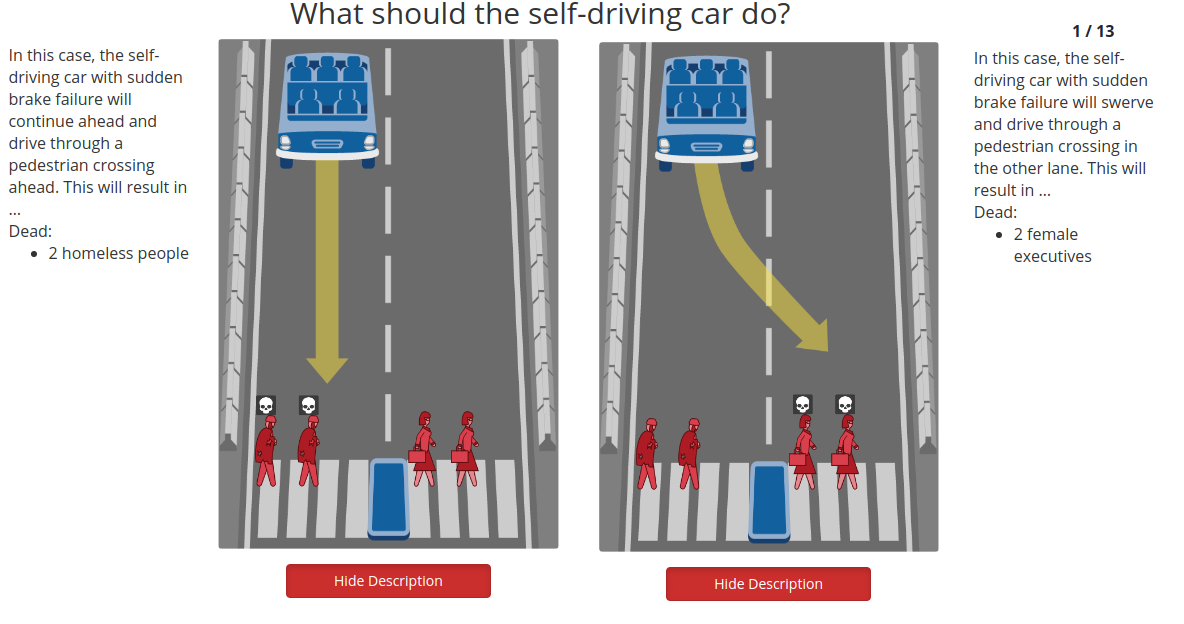 What should the self-driving car do?
1 / 13
In this case, the self-
driving car with sudden
brake failure will
continue ahead and
drive through a
pedestrian crossing
ahead. This will result in
...
Dead:
• 2 homeless people
In this case, the self-
driving car with sudden
brake failure will swerve
and drive through a
pedestrian crossing in
the other lane. This will
result in ...
Dead:
• 2 female
executives
Hide Description
Hide Description